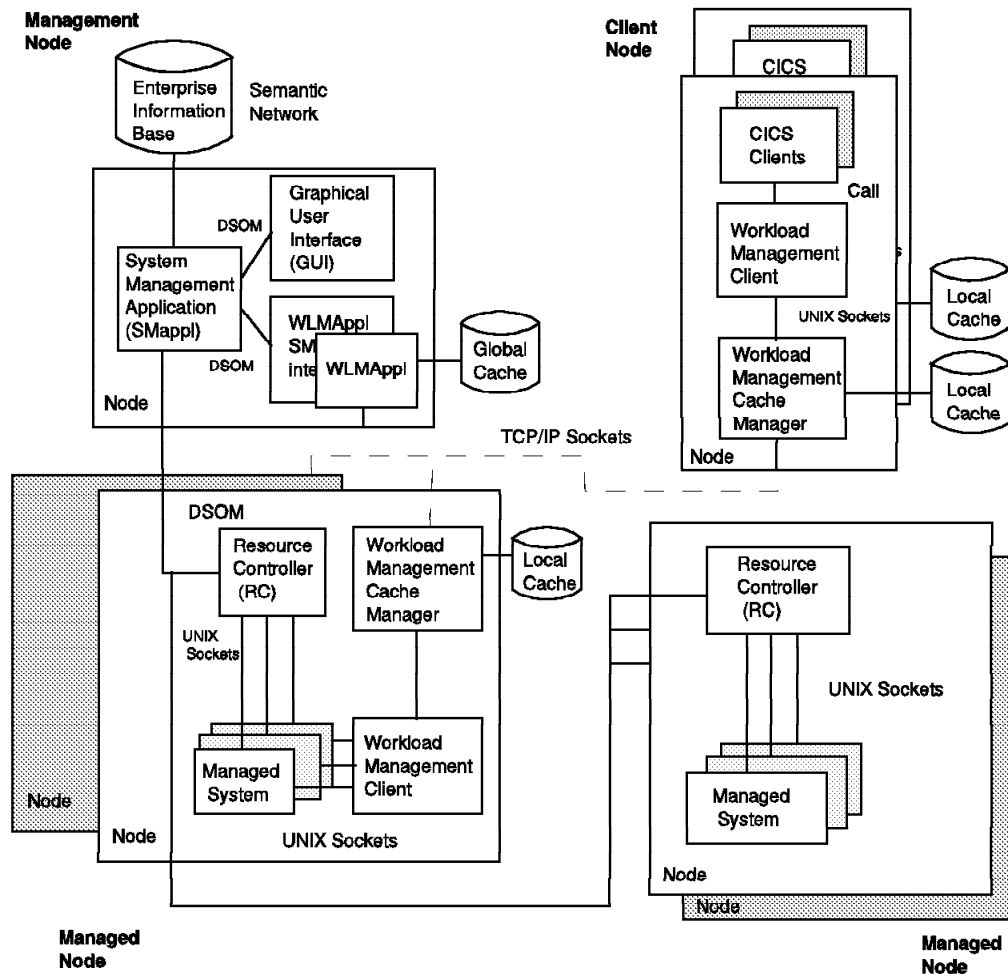 Management
Node
Enterprise
Information
Base
Semantic
Network
DSOM
Graphical
User
Interface
(GUI)
System
Management
Application
(SMappl)
DSOM
WLMAppl
SM
inte
WLMAppl
Global
Cache
Node
Client
Node
CICS
CICS
Clients
Call
Workload
Management
Client
s
UNIX Sockets
Local
Cache
Workload
Management
Cache
Manager
Local
Cache
Node
TCP/IP Sockets
DSOM
Resource
Controller
(RC)
Workload
Management
Cache
Manager
Local
Cache
UNIX
Sockets
Managed
System
Workload
Management
Client
Node
Node
UNIX Sockets
Managed
Node
Resource
Controller
(RC)
UNIX Sockets
Managed
System
Node
Node
Managed
Node